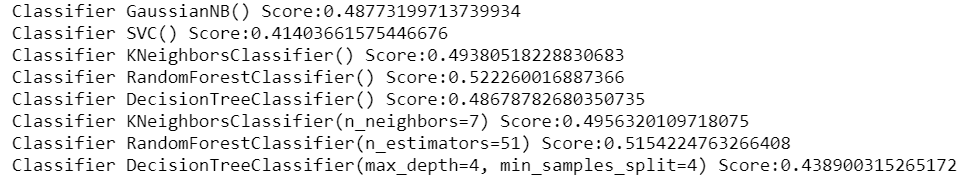 Classifier GaussianNB() Score:0.48773199713739934
Classifier SVC() Score:0.41403661575446676
Classifier KNeighborsClassifier() Score:0.49380518228830683
Classifier RandomForestClassifier() Score:0.522260016887366
Classifier DecisionTreeClassifier() Score:0.48678782680350735
Classifier KNeighborsClassifier(n_neighbors=7) Score:0.4956320109718075
Classifier RandomForestClassifier(n_estimators=51) Score:0.5154224763266408
Classifier DecisionTreeClassifier(max_depth=4, min_samples_split=4) Score:0.438900315265172